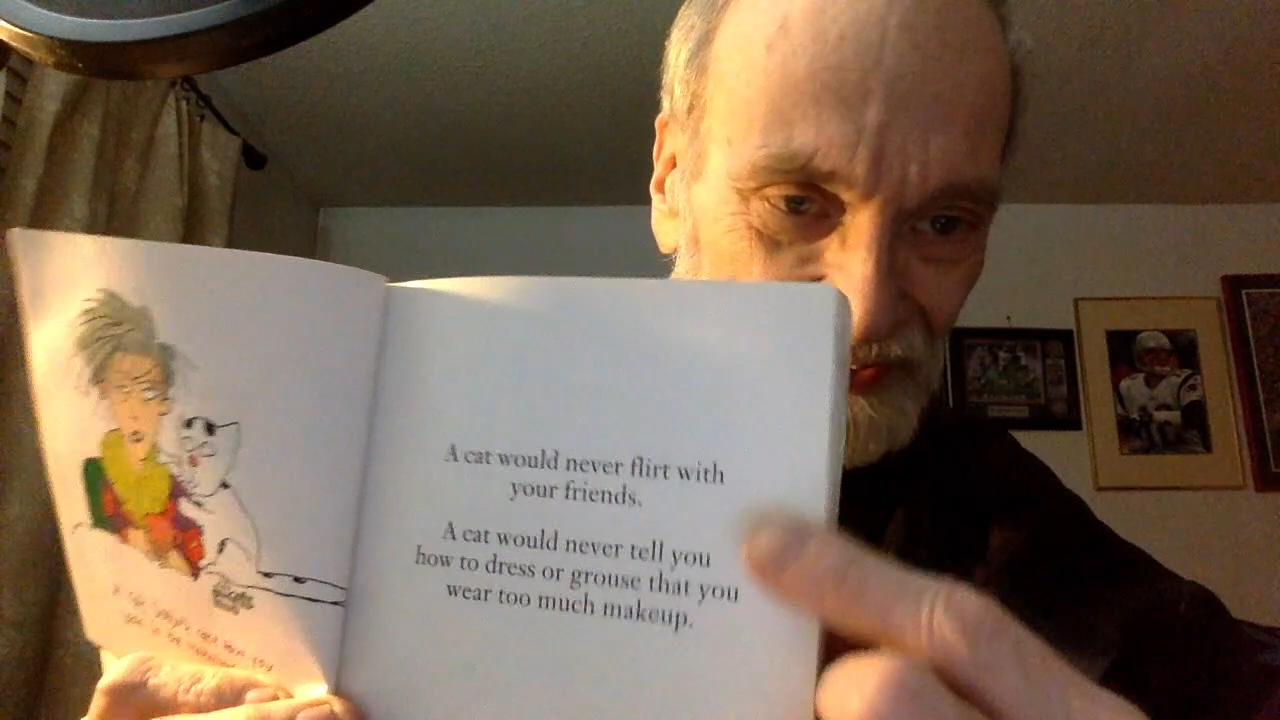 A cat would never flirt with
your friends.
A cat would never tell you
how to dress or grouse that you
wear too much makeup.